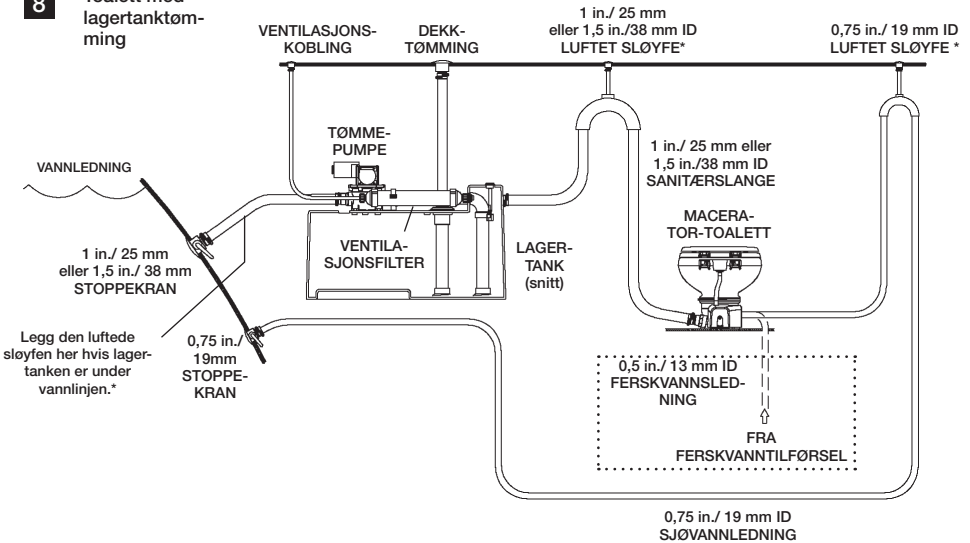 8
Toalett med
lagertanktøm-
ming
VENTILASJONS-
KOBLING
DEKK-
TØMMING
1 in./ 25 mm
eller 1,5 in./38 mm ID
LUFTET SLØYFE*
0,75 in./ 19 mm ID
LUFTET SLØYFE *
TØMME-
PUMPE
VANNLEDNING
1 in./ 25 mm eller
1,5 in./38 mm ID
SANITÆRSLANGE
MACERA-
TOR-TOALETT
VENTILA-
SJONSFILTER
LAGER-
TANK
(snitt)
1 in./ 25 mm
eller 1,5 in./ 38 mm
STOPPEKRAN
Legg den luftede
sløyfen her hvis lager-
tanken er under
vannlinjen.*
0,75 in./
19mm
STOPPE-
KRAN
0,5 in./ 13 mm ID
FERSKVANNSLED-
NING
FRA
FERSKVANNTILFØRSEL
0,75 in./ 19 mm ID
SJØVANNLEDNING